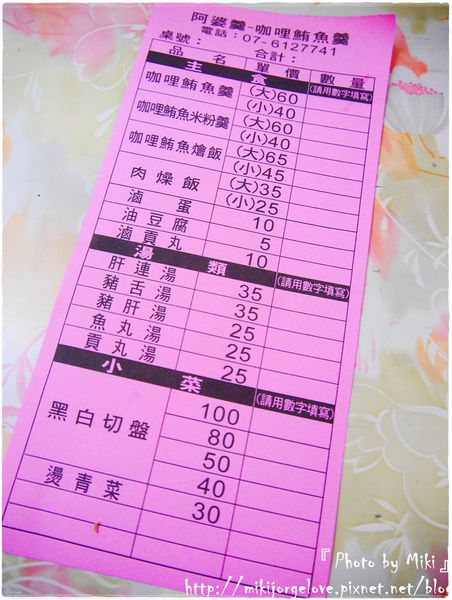 阿婆羹-咖哩鮪魚羹
電話：07-6127741
桌號： 合計：
品名 單價 數量
主食 (請用數字填寫)
咖哩鮪魚羹 (大)60
(小)40
咖哩鮪魚米粉羹 (大)60
(小)40
咖哩鮪魚燴飯 (大)65
(小)45
肉燥飯 (大)35
(小)25
滷蛋 10
油豆腐 5
滷貢丸 10
湯類 (請用數字填寫)
肝連湯 35
豬舌湯 35
豬肝湯 25
魚丸湯 25
貢丸湯 25
小菜 (請用數字填寫)
黑白切盤 100
80
50
燙青菜 40
30
『 Photo by Miki 』
http://mikijorgelove.pixnet.net/blog